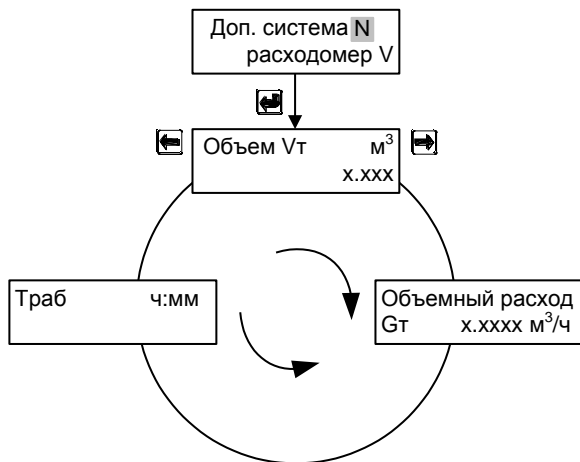 Доп. система N
расходомер V
Объем Vт м³
x.xxx
Траб ч:мм
Объемный расход
Gт x.xxxx м³/ч